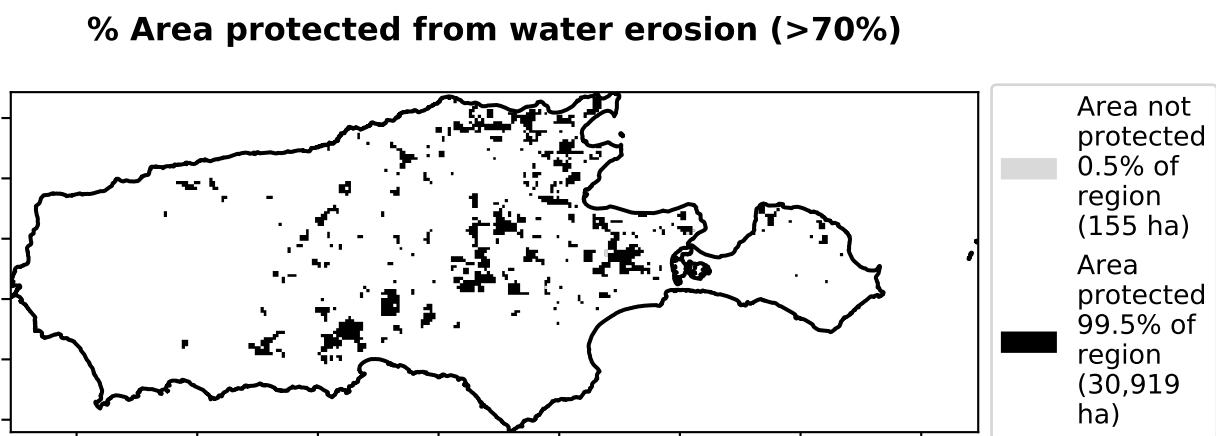 % Area protected from water erosion (>70%)
Area not
protected
0.5% of
region
(155 ha)
Area
protected
99.5% of
region
(30,919
ha)